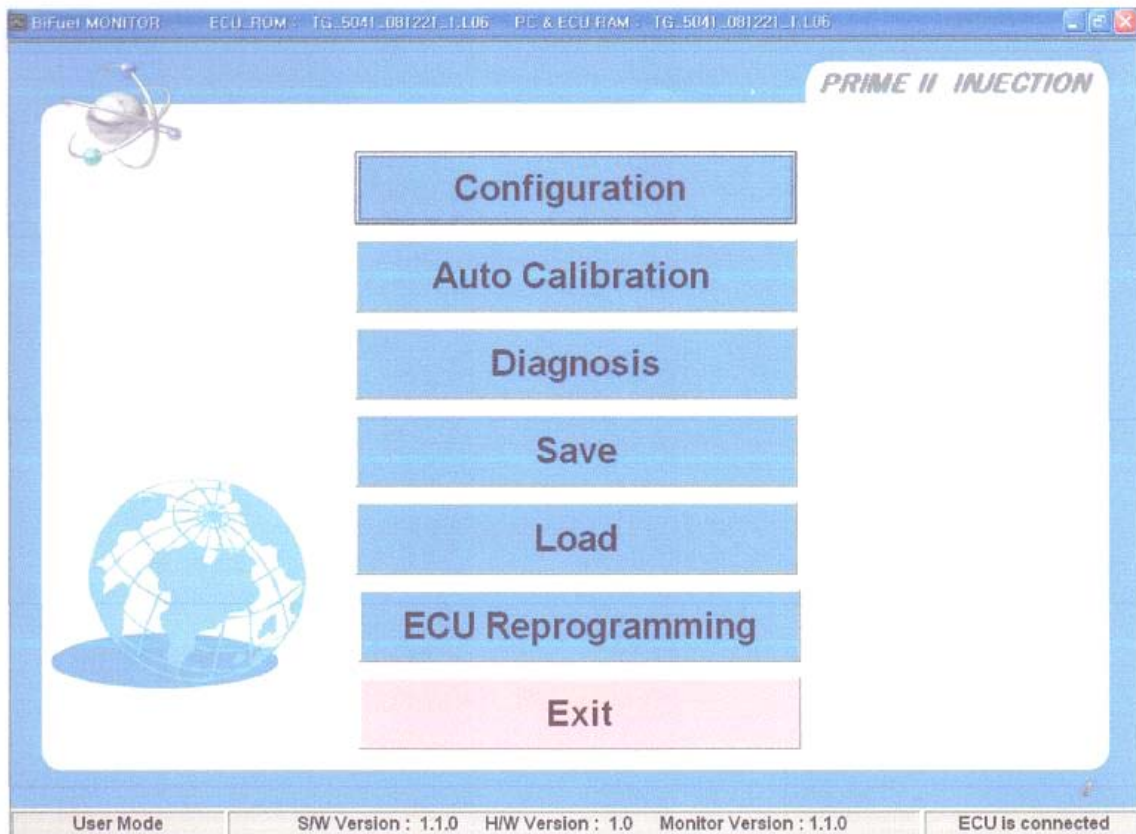 BiFuel MONITOR ECU_ROM : TG_5041_081221_1.L06 PC & ECU RAM : TG_5041_081221_1.L06
PRIME II INJECTION
Configuration
Auto Calibration
Diagnosis
Save
Load
ECU Reprogramming
Exit
User Mode S/W Version : 1.1.0 H/W Version : 1.0 Monitor Version : 1.1.0 ECU is connected